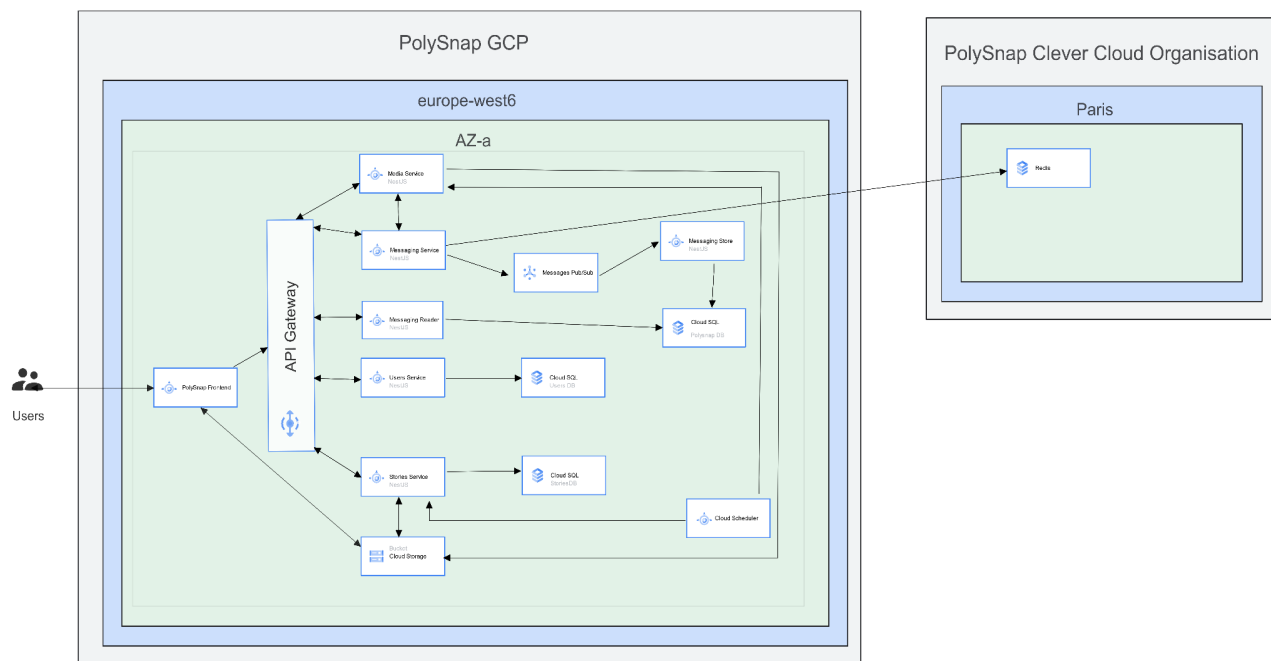 PolySnap GCP
europe-west6
AZ-a
Media Service
NestJS
Messaging Service
NestJS
Messages Pub/Sub
Messaging Store
NestJS
API Gateway
Messaging Reader
NestJS
Cloud SQL
Polysnap DB
Users
PolySnap Frontend
Users Service
NestJS
Cloud SQL
Users DB
Stories Service
NestJS
Cloud SQL
StoriesDB
Cloud Scheduler
Bucket
Cloud Storage
PolySnap Clever Cloud Organisation
Paris
Redis